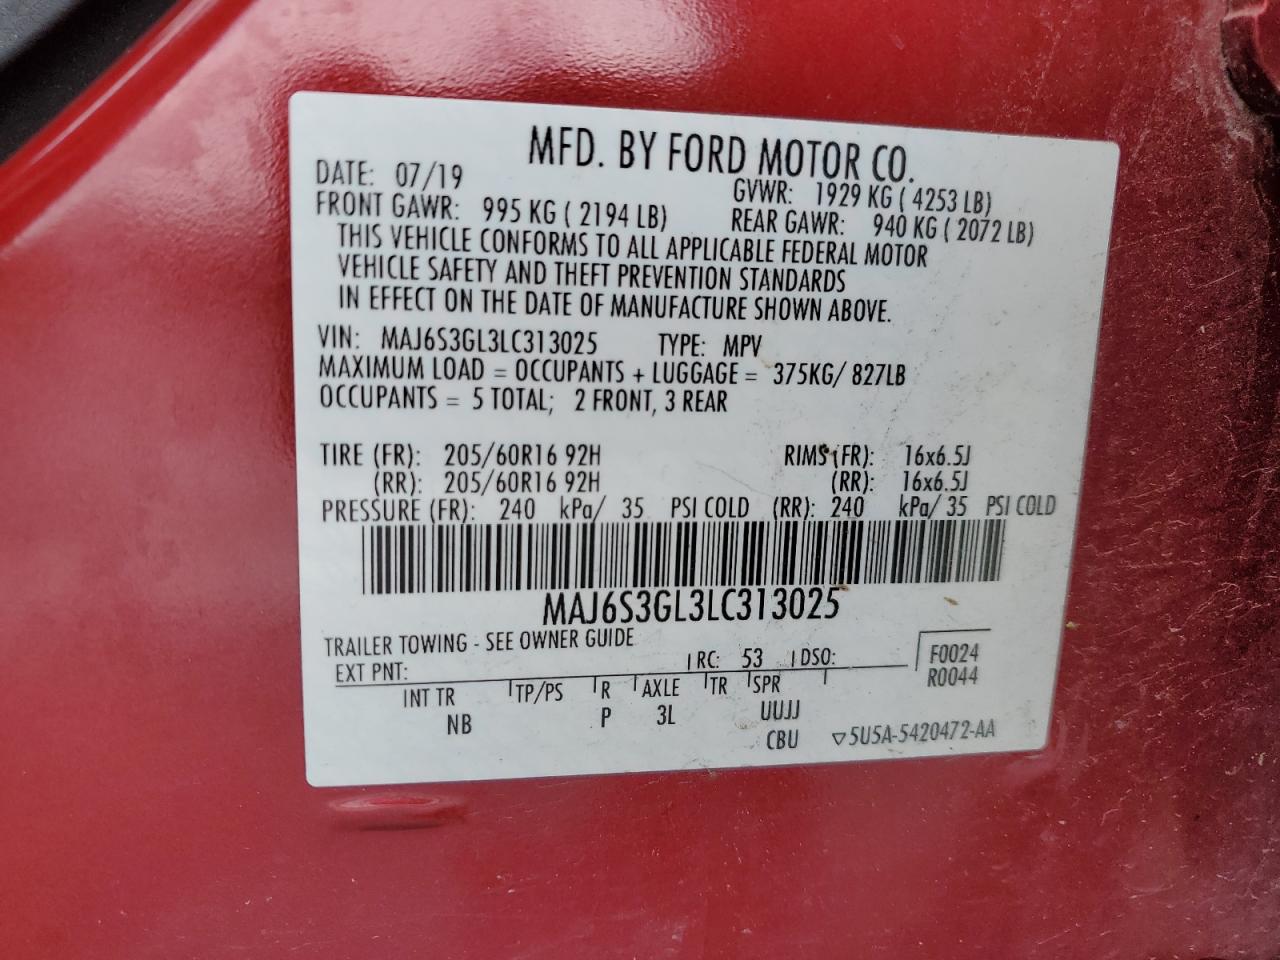 MFD. BY FORD MOTOR CO.
DATE: 07/19 GVWR: 1929 KG ( 4253 LB)
FRONT GAWR: 995 KG ( 2194 LB) REAR GAWR: 940 KG ( 2072 LB)
THIS VEHICLE CONFORMS TO ALL APPLICABLE FEDERAL MOTOR
VEHICLE SAFETY AND THEFT PREVENTION STANDARDS
IN EFFECT ON THE DATE OF MANUFACTURE SHOWN ABOVE.
VIN: MAJ6S3GL3LC313025 TYPE: MPV
MAXIMUM LOAD = OCCUPANTS + LUGGAGE = 375KG/ 827LB
OCCUPANTS = 5 TOTAL; 2 FRONT, 3 REAR
TIRE (FR): 205/60R16 92H RIMS (FR): 16x6.5J
(RR): 205/60R16 92H (RR): 16x6.5J
PRESSURE (FR): 240 kPa/ 35 PSI COLD (RR): 240 kPa/ 35 PSI COLD
MAJ6S3GL3LC313025
TRAILER TOWING - SEE OWNER GUIDE
EXT PNT: RC: 53 DSO: F0024
R0044
INT TR TP/PS R AXLE TR SPR
NB P 3L UUJJ
CBU ▽5U5A-5420472-AA